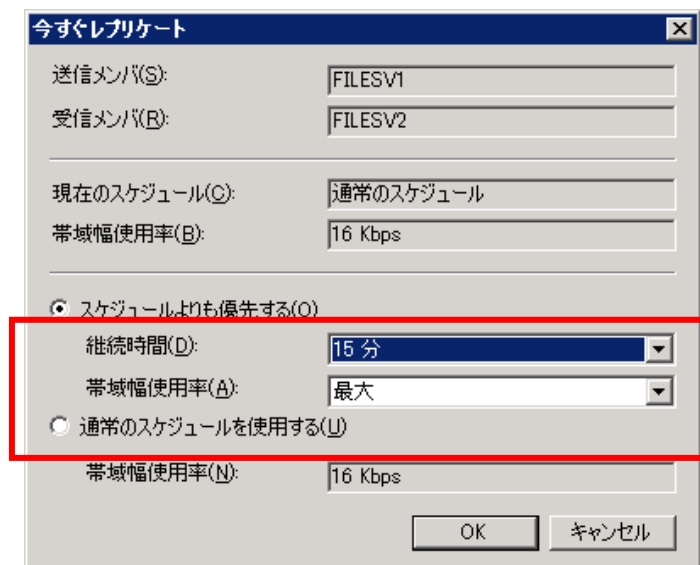 今すぐレプリケート
送信メンバ(S): FILESV1
受信メンバ(R): FILESV2
現在のスケジュール(C): 通常のスケジュール
帯域幅使用率(B): 16 Kbps
スケジュールよりも優先する(O)
継続時間(D): 15 分
帯域幅使用率(A): 最大
通常のスケジュールを使用する(U)
帯域幅使用率(N): 16 Kbps
OK キャンセル